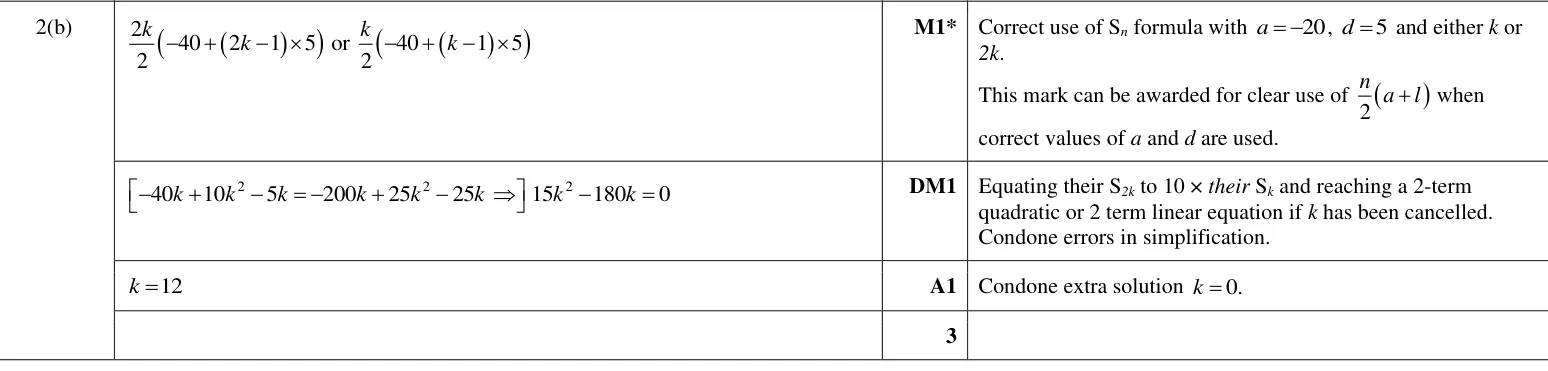 2(b) 2k/2 (−40 + (2k − 1) × 5) or k/2 (−40 + (k − 1) × 5) M1* Correct use of Sₙ formula with a = −20, d = 5 and either k or
2k.
This mark can be awarded for clear use of n/2 (a + l) when
correct values of a and d are used.
[−40k + 10k² − 5k = −200k + 25k² − 25k ⇒] 15k² − 180k = 0 DM1 Equating their S₂ₖ to 10 × their Sₖ and reaching a 2-term
quadratic or 2 term linear equation if k has been cancelled.
Condone errors in simplification.
k = 12 A1 Condone extra solution k = 0.
3